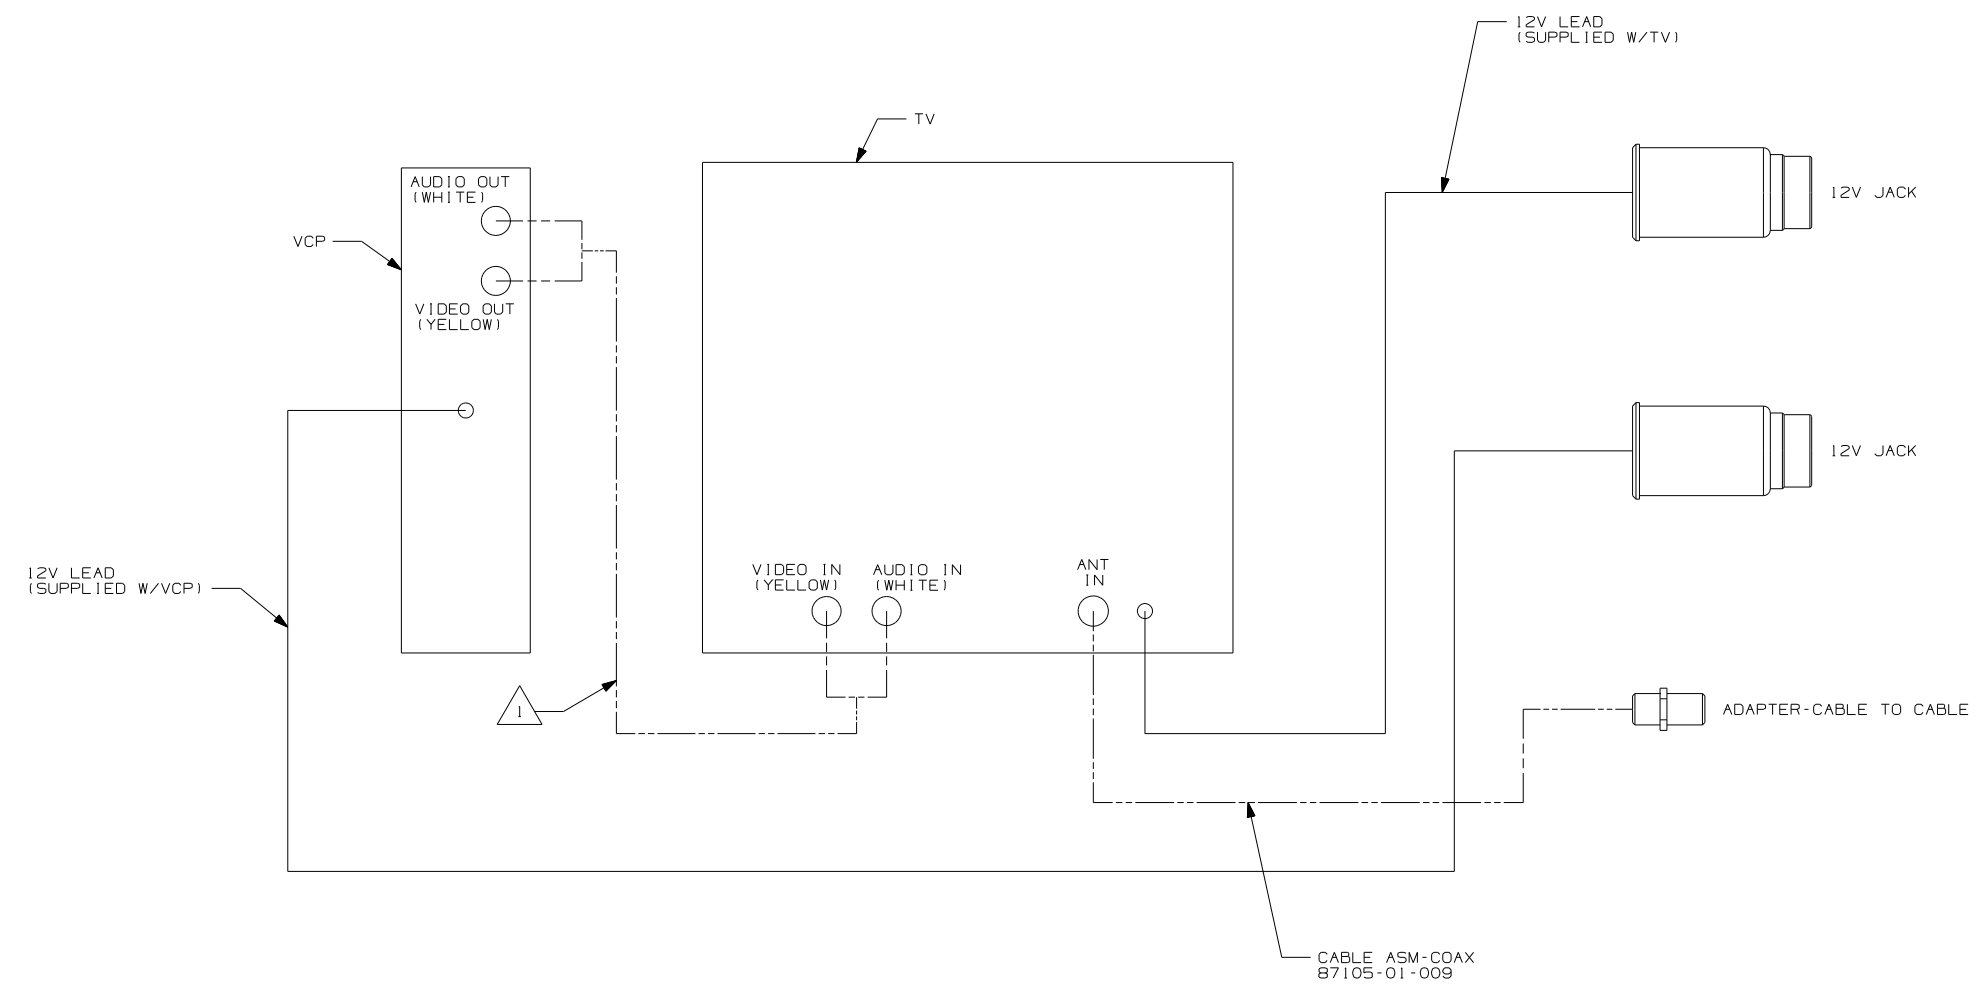 12V LEAD
(SUPPLIED W/TV)
TV
AUDIO OUT
(WHITE)
12V JACK
VCP
VIDEO OUT
(YELLOW)
12V JACK
12V LEAD
(SUPPLIED W/VCP)
VIDEO IN
(YELLOW)
AUDIO IN
(WHITE)
ANT
IN
1
ADAPTER-CABLE TO CABLE
CABLE ASM-COAX
87105-01-009